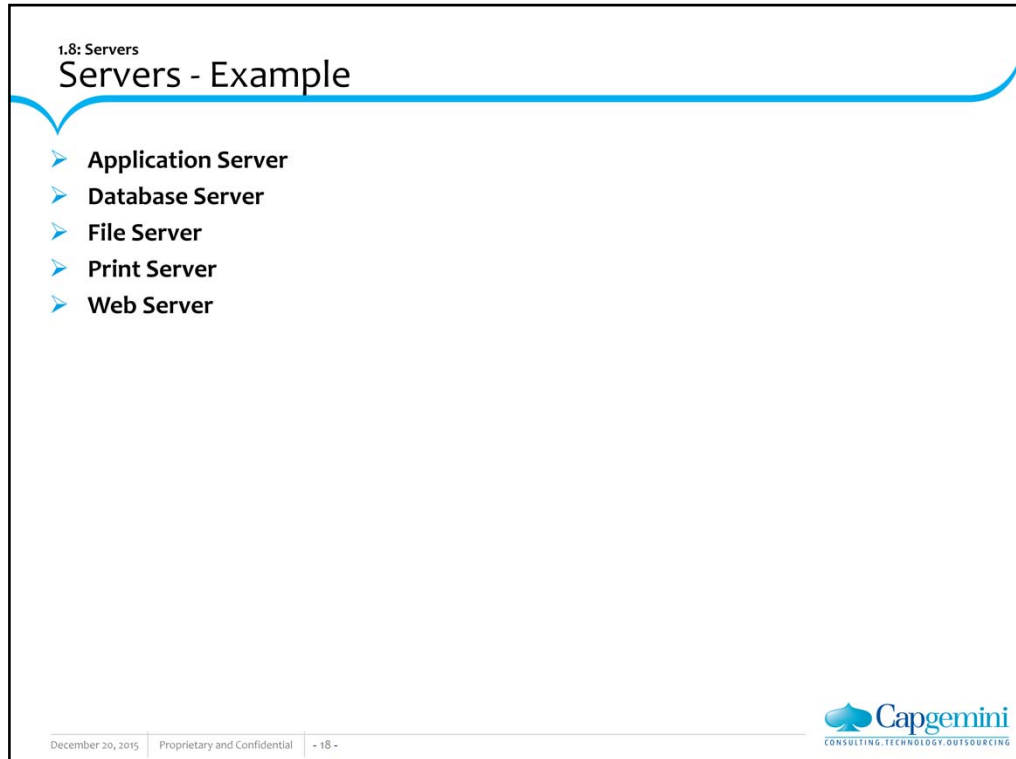 1.8: Servers
Servers - Example
Application Server
Database Server
File Server
Print Server
Web Server
December 20, 2015 Proprietary and Confidential - 18 -
Capgemini
CONSULTING.TECHNOLOGY.OUTSOURCING